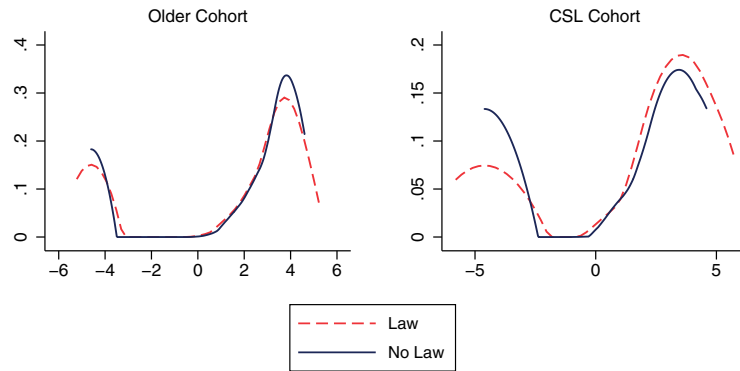 Older Cohort
.4
.3
.2
.1
0
−6 −4 −2 0 2 4 6
CSL Cohort
.2
.15
.1
.05
0
−5 0 5
Law
No Law